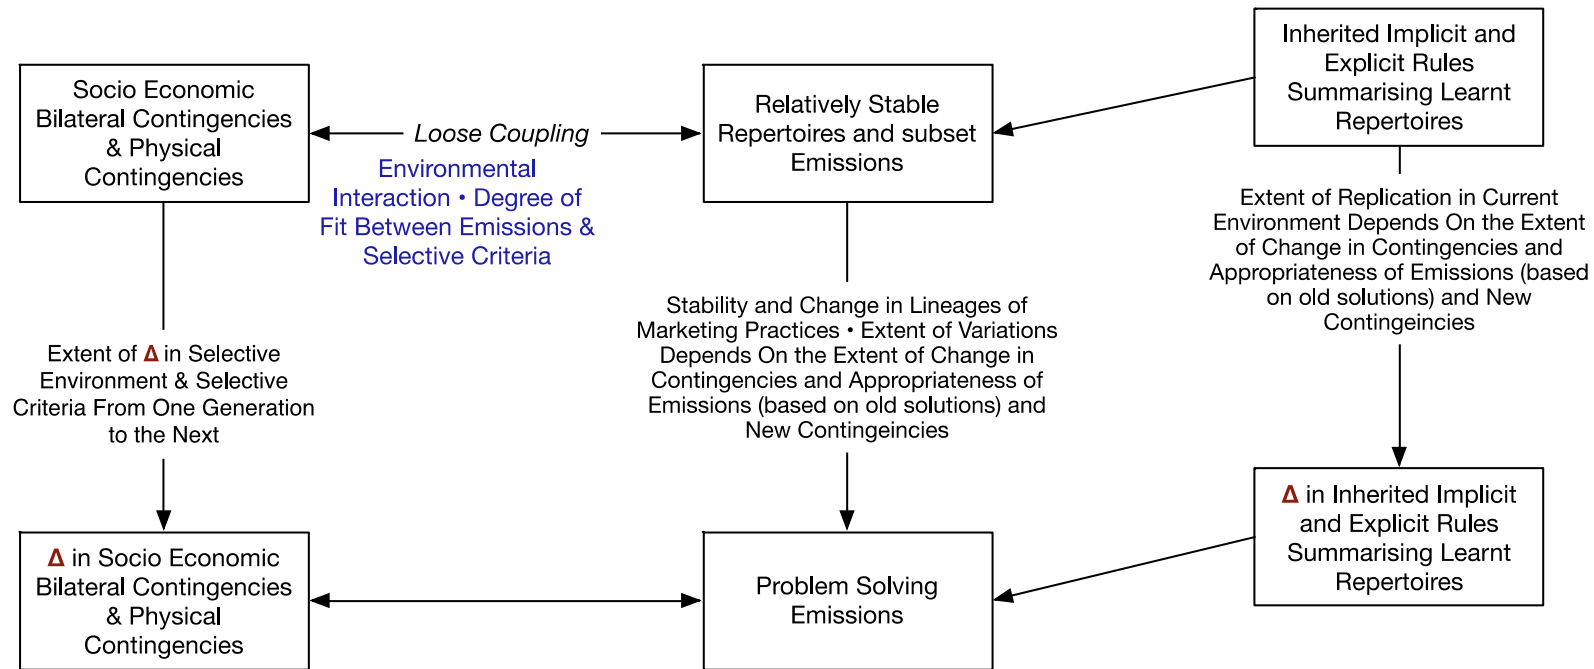 Socio Economic
Bilateral Contingencies
& Physical
Contingencies
Loose Coupling
Environmental
Interaction • Degree of
Fit Between Emissions &
Selective Criteria
Relatively Stable
Repertoires and subset
Emissions
Inherited Implicit and
Explicit Rules
Summarising Learnt
Repertoires
Extent of Δ in Selective
Environment & Selective
Criteria From One Generation
to the Next
Stability and Change in Lineages of
Marketing Practices • Extent of Variations
Depends On the Extent of Change in
Contingencies and Appropriateness of
Emissions (based on old solutions) and
New Contingeincies
Extent of Replication in Current
Environment Depends On the Extent
of Change in Contingencies and
Appropriateness of Emissions (based
on old solutions) and New
Contingeincies
Δ in Socio Economic
Bilateral Contingencies
& Physical
Contingencies
Problem Solving
Emissions
Δ in Inherited Implicit
and Explicit Rules
Summarising Learnt
Repertoires